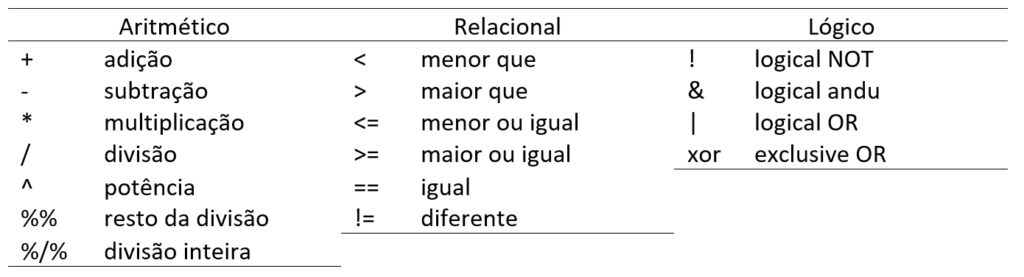 Aritmético Relacional Lógico
+ adição < menor que ! logical NOT
- subtração > maior que & logical andu
* multiplicação <= menor ou igual | logical OR
/ divisão >= maior ou igual xor exclusive OR
^ potência == igual
%% resto da divisão != diferente
%/% divisão inteira